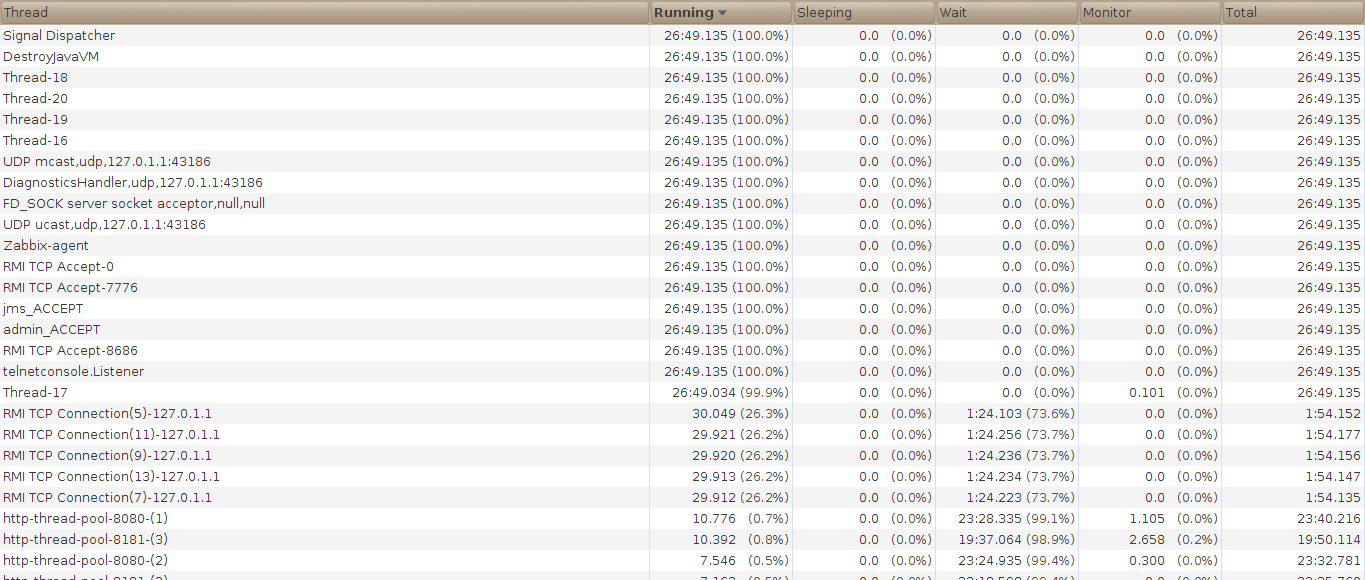 Thread Running Sleeping Wait Monitor Total
Signal Dispatcher 26:49.135 (100.0%) 0.0 (0.0%) 0.0 (0.0%) 0.0 (0.0%) 26:49.135
DestroyJavaVM 26:49.135 (100.0%) 0.0 (0.0%) 0.0 (0.0%) 0.0 (0.0%) 26:49.135
Thread-18 26:49.135 (100.0%) 0.0 (0.0%) 0.0 (0.0%) 0.0 (0.0%) 26:49.135
Thread-20 26:49.135 (100.0%) 0.0 (0.0%) 0.0 (0.0%) 0.0 (0.0%) 26:49.135
Thread-19 26:49.135 (100.0%) 0.0 (0.0%) 0.0 (0.0%) 0.0 (0.0%) 26:49.135
Thread-16 26:49.135 (100.0%) 0.0 (0.0%) 0.0 (0.0%) 0.0 (0.0%) 26:49.135
UDP mcast,udp,127.0.1.1:43186 26:49.135 (100.0%) 0.0 (0.0%) 0.0 (0.0%) 0.0 (0.0%) 26:49.135
DiagnosticsHandler,udp,127.0.1.1:43186 26:49.135 (100.0%) 0.0 (0.0%) 0.0 (0.0%) 0.0 (0.0%) 26:49.135
FD_SOCK server socket acceptor,null,null 26:49.135 (100.0%) 0.0 (0.0%) 0.0 (0.0%) 0.0 (0.0%) 26:49.135
UDP ucast,udp,127.0.1.1:43186 26:49.135 (100.0%) 0.0 (0.0%) 0.0 (0.0%) 0.0 (0.0%) 26:49.135
Zabbix-agent 26:49.135 (100.0%) 0.0 (0.0%) 0.0 (0.0%) 0.0 (0.0%) 26:49.135
RMI TCP Accept-0 26:49.135 (100.0%) 0.0 (0.0%) 0.0 (0.0%) 0.0 (0.0%) 26:49.135
RMI TCP Accept-7776 26:49.135 (100.0%) 0.0 (0.0%) 0.0 (0.0%) 0.0 (0.0%) 26:49.135
jms_ACCEPT 26:49.135 (100.0%) 0.0 (0.0%) 0.0 (0.0%) 0.0 (0.0%) 26:49.135
admin_ACCEPT 26:49.135 (100.0%) 0.0 (0.0%) 0.0 (0.0%) 0.0 (0.0%) 26:49.135
RMI TCP Accept-8686 26:49.135 (100.0%) 0.0 (0.0%) 0.0 (0.0%) 0.0 (0.0%) 26:49.135
telnetconsole.Listener 26:49.135 (100.0%) 0.0 (0.0%) 0.0 (0.0%) 0.0 (0.0%) 26:49.135
Thread-17 26:49.034 (99.9%) 0.0 (0.0%) 0.0 (0.0%) 0.101 (0.0%) 26:49.135
RMI TCP Connection(5)-127.0.1.1 30.049 (26.3%) 0.0 (0.0%) 1:24.103 (73.6%) 0.0 (0.0%) 1:54.152
RMI TCP Connection(11)-127.0.1.1 29.921 (26.2%) 0.0 (0.0%) 1:24.256 (73.7%) 0.0 (0.0%) 1:54.177
RMI TCP Connection(9)-127.0.1.1 29.920 (26.2%) 0.0 (0.0%) 1:24.236 (73.7%) 0.0 (0.0%) 1:54.156
RMI TCP Connection(13)-127.0.1.1 29.913 (26.2%) 0.0 (0.0%) 1:24.234 (73.7%) 0.0 (0.0%) 1:54.147
RMI TCP Connection(7)-127.0.1.1 29.912 (26.2%) 0.0 (0.0%) 1:24.223 (73.7%) 0.0 (0.0%) 1:54.135
http-thread-pool-8080-(1) 10.776 (0.7%) 0.0 (0.0%) 23:28.335 (99.1%) 1.105 (0.0%) 23:40.216
http-thread-pool-8181-(3) 10.392 (0.8%) 0.0 (0.0%) 19:37.064 (98.9%) 2.658 (0.2%) 19:50.114
http-thread-pool-8080-(2) 7.546 (0.5%) 0.0 (0.0%) 23:24.935 (99.4%) 0.300 (0.0%) 23:32.781